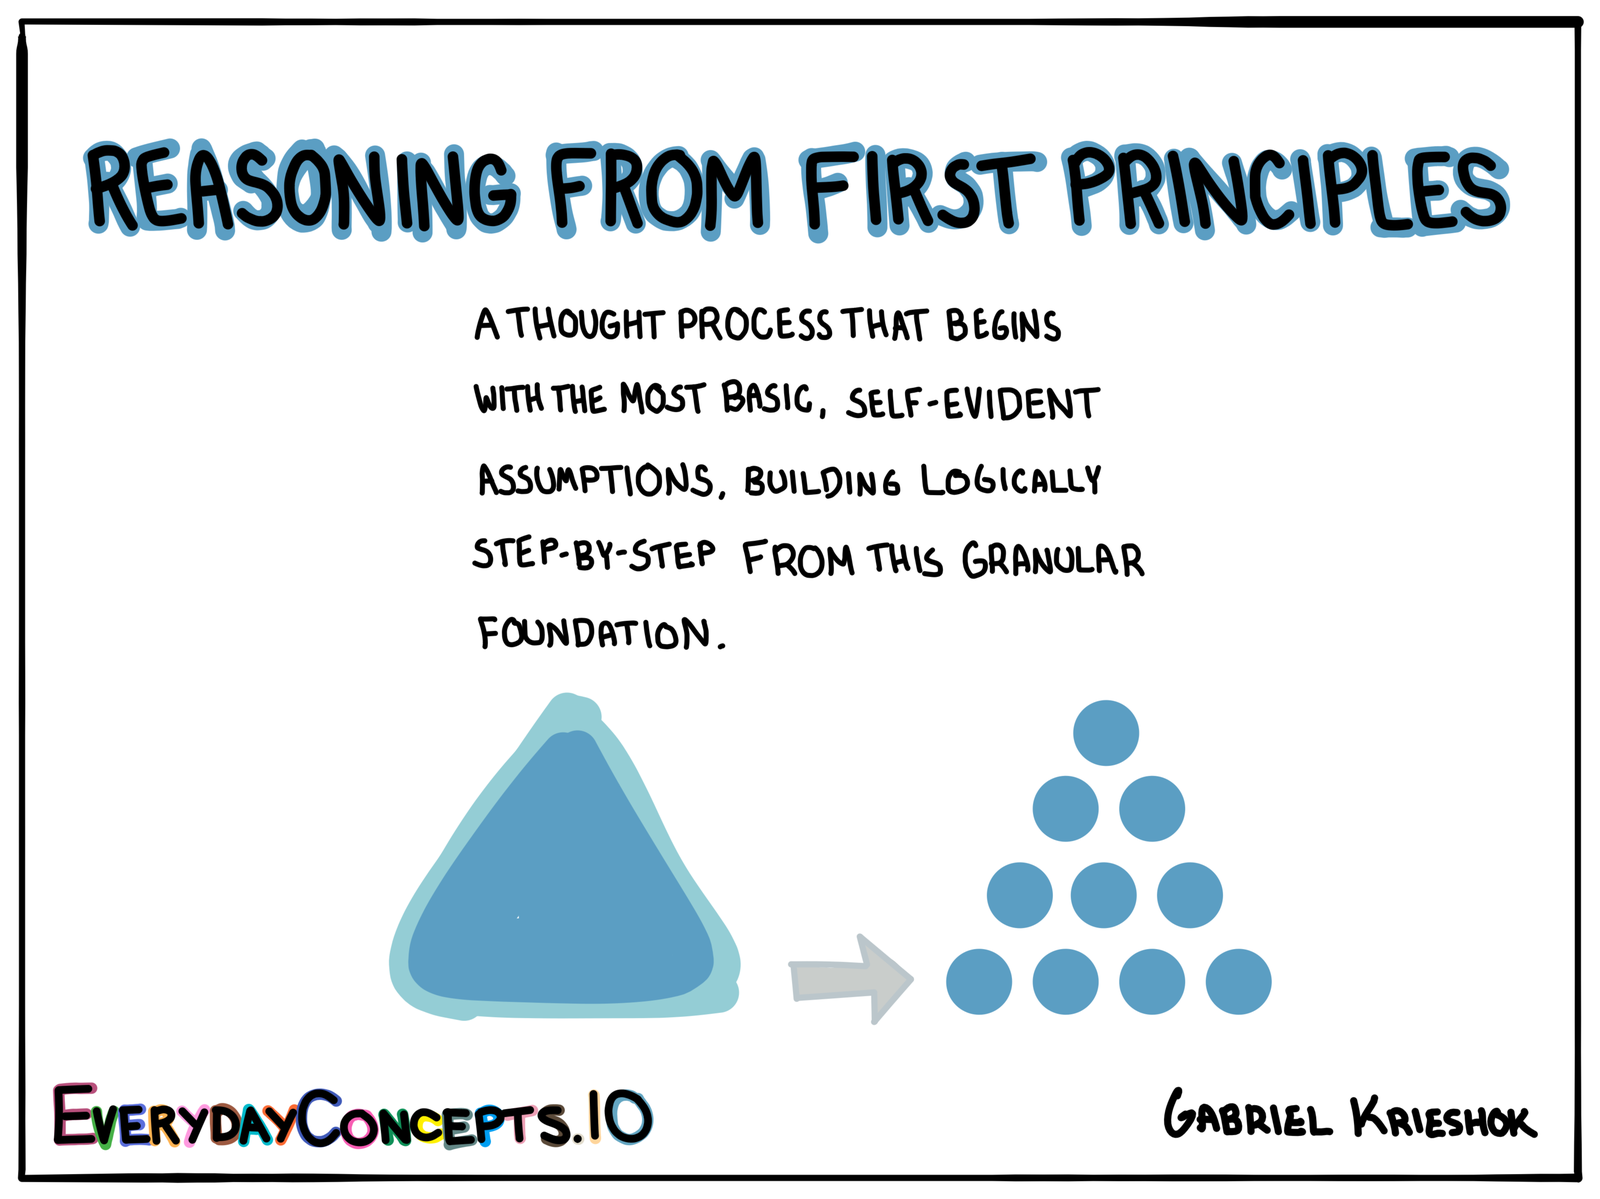 REASONING FROM FIRST PRINCIPLES
A THOUGHT PROCESS THAT BEGINS
WITH THE MOST BASIC, SELF-EVIDENT
ASSUMPTIONS, BUILDING LOGICALLY
STEP-BY-STEP FROM THIS GRANULAR
FOUNDATION.
EVERYDAYCONCEPTS.IO
GABRIEL KRIESHOK